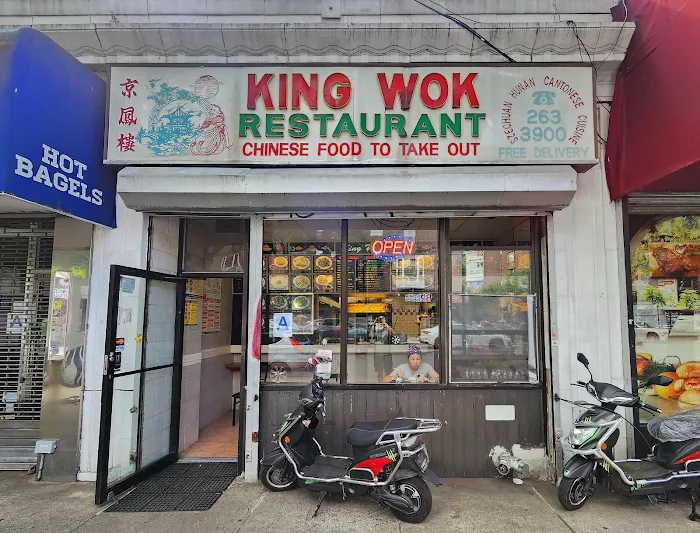 HOT
BAGELS
京鳳樓
KING WOK
RESTAURANT
CHINESE FOOD TO TAKE OUT
SZECHUAN HUNAN CANTONESE CUISINE
263
3900
FREE DELIVERY
OPEN
A
A